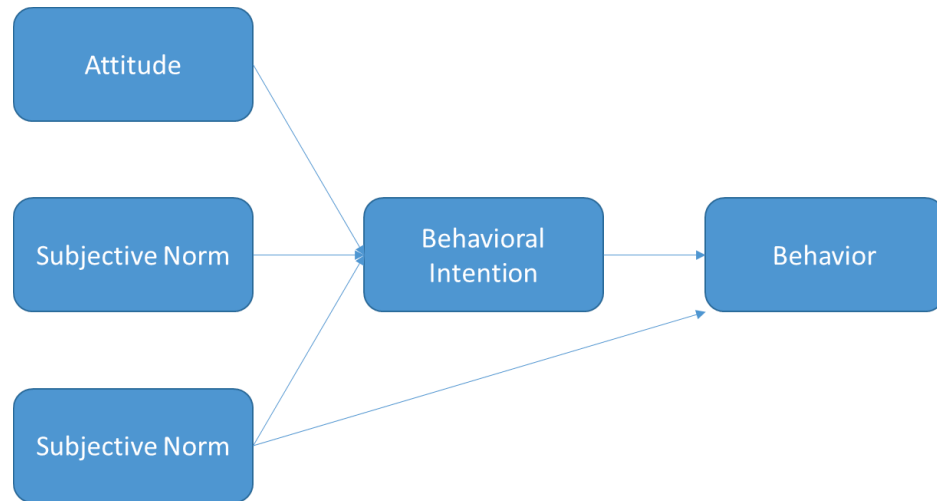 Attitude
Subjective Norm
Behavioral
Intention
Behavior
Subjective Norm